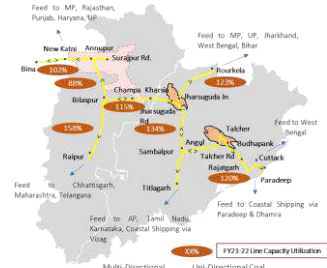 Feed to MP, Rajasthan,
Punjab, Haryana, UP
Feed to MP, UP, Jharkhand,
West Bengal, Bihar
New Katni
Annupur
Surajpur Rd.
Bina
102%
88%
Rourkela
123%
Champa
Kharsia
Jharsuguda Jn
Bilaspur
115%
Jharsuguda
Rd
134%
158%
Talcher
Feed to West
Bengal
Angul
Budhapank
Sambalpur
Talcher Rd
Cuttack
Raipur
Rajatgarh
Paradeep
120%
Titlagarh
Feed to
Chhattisgarh,
Maharashtra, Telangana
Feed to Coastal Shipping via
Paradeep & Dhamra
Feed to AP, Tamil Nadu,
Karnataka, Coastal Shipping via
Vizag
XX%
FY21-22 Line Capacity Utilization
Multi-Directional
Uni-Directional Coal